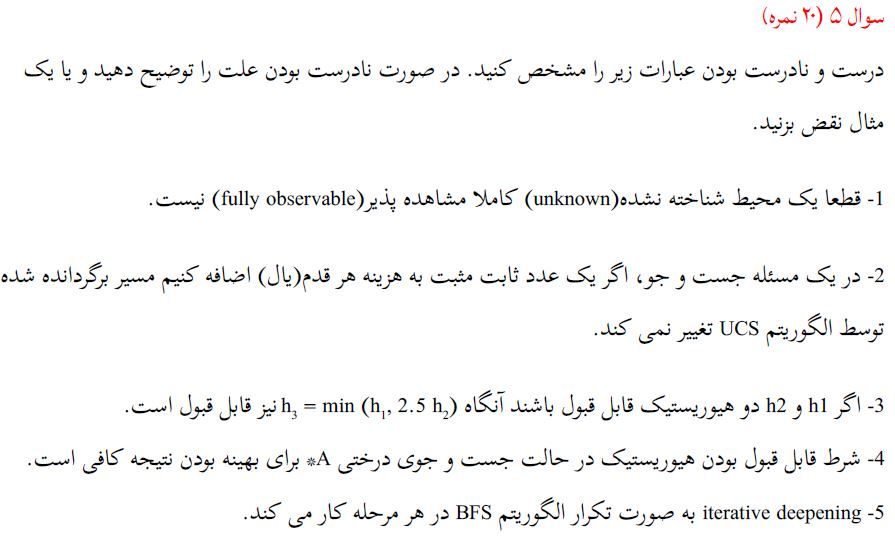 سوال ۵ (۲۰ نمره)
درست و نادرست بودن عبارات زیر را مشخص کنید. در صورت نادرست بودن علت را توضیح دهید و یا یک
مثال نقض بزنید.
1- قطعا یک محیط شناخته نشده(unknown) کاملا مشاهده پذیر(fully observable) نیست.
2- در یک مسئله جست و جو، اگر یک عدد ثابت مثبت به هزینه هر قدم(یال) اضافه کنیم مسیر برگردانده شده
توسط الگوریتم UCS تغییر نمی کند.
3- اگر h1 و h2 دو هیوریستیک قابل قبول باشند آنگاه h₃ = min (h₁, 2.5 h₂) نیز قابل قبول است.
4- شرط قابل قبول بودن هیوریستیک در حالت جست و جوی درختی A* برای بهینه بودن نتیجه کافی است.
5- iterative deepening به صورت تکرار الگوریتم BFS در هر مرحله کار می کند.